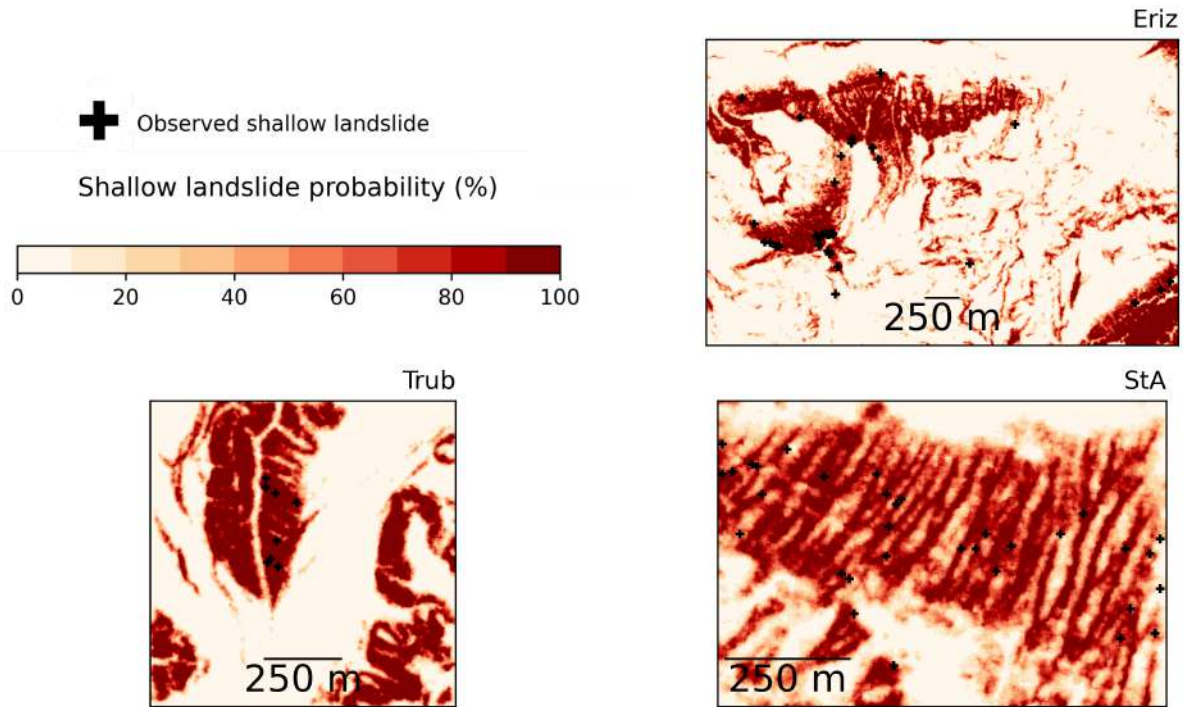 Eriz
Observed shallow landslide
Shallow landslide probability (%)
0 20 40 60 80 100
250 m
Trub
StA
250 m
250 m